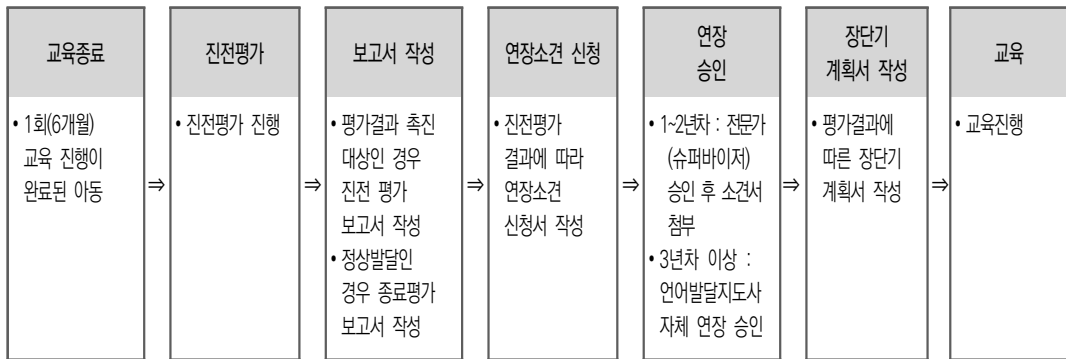 교육종료
• 1회(6개월)
교육 진행이
완료된 아동
⇒
진전평가
• 진전평가 진행
⇒
보고서 작성
• 평가결과 촉진
대상인 경우
진전 평가
보고서 작성
• 정상발달인
경우 종료평가
보고서 작성
⇒
연장소견 신청
• 진전평가
결과에 따라
연장소견
신청서 작성
⇒
연장
승인
• 1~2년차 : 전문가
(슈퍼바이저)
승인 후 소견서
첨부
• 3년차 이상 :
언어발달지도사
자체 연장 승인
⇒
장단기
계획서 작성
• 평가결과에
따른 장단기
계획서 작성
⇒
교육
• 교육진행